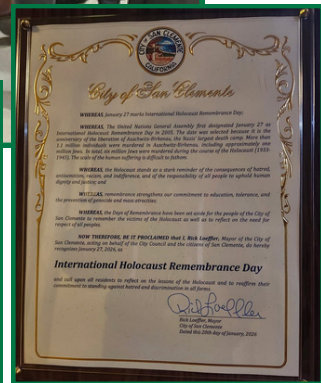 CITY OF SAN CLEMENTE
CALIFORNIA
City of San Clemente
WHEREAS, January 27 marks International Holocaust Remembrance Day;
WHEREAS, The United Nations General Assembly first designated January 27 as
International Holocaust Remembrance Day in 2005. The date was selected because it is the
anniversary of the liberation of Auschwitz-Birkenau, the Nazis' largest death camp. More than
1.1 million individuals were murdered in Auschwitz-Birkenau, including approximately one
million Jews. In total, six million Jews were murdered during the course of the Holocaust (1933-
1945). The scale of the human suffering is difficult to fathom.
WHEREAS, the Holocaust stands as a stark reminder of the consequences of hatred,
antisemitism, racism, and indifference, and of the responsibility of all people to uphold human
dignity and justice; and
WHEREAS, remembrance strengthens our commitment to education, tolerance, and
the prevention of genocide and mass atrocities;
WHEREAS, the Days of Remembrance have been set aside for the people of the City of
San Clemente to remember the victims of the Holocaust as well as to reflect on the need for
respect of all peoples.
NOW THEREFORE, BE IT PROCLAIMED that I, Rick Loeffler, Mayor of the City of
San Clemente, acting on behalf of the City Council and the citizens of San Clemente, do hereby
recognize January 27, 2026, as
International Holocaust Remembrance Day
and call upon all residents to reflect on the lessons of the Holocaust and to reaffirm their
commitment to standing against hatred and discrimination in all forms.
Rick Loeffler
Rick Loeffler, Mayor
City of San Clemente
Dated this 20th day of January, 2026